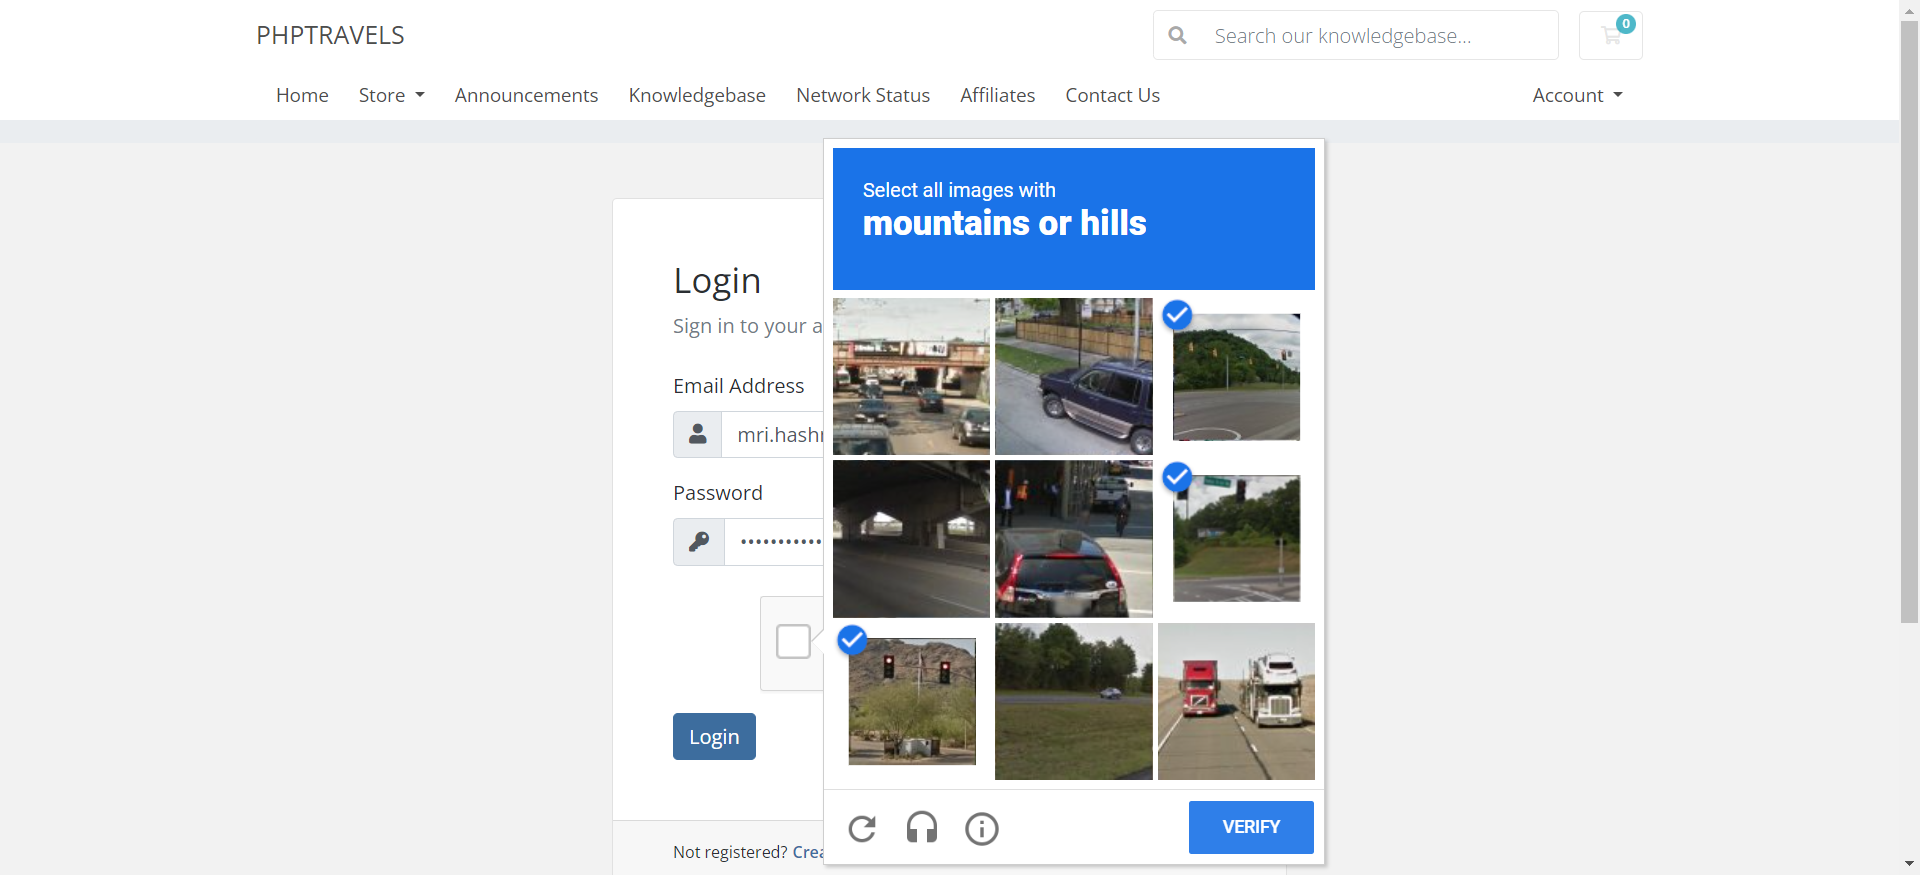 PHPTRAVELS
Search our knowledgebase...
0
Home
Store
Announcements
Knowledgebase
Network Status
Affiliates
Contact Us
Account
Login
Sign in to your a
Email Address
mri.hash
Password
Login
Not registered? Crea
Select all images with
mountains or hills
VERIFY